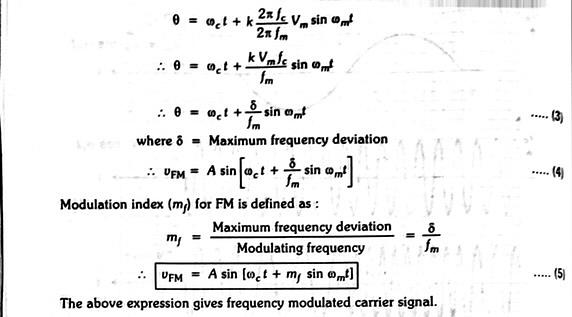 θ = ω_c t + k (2π f_c / 2π f_m) V_m sin ω_m t
∴ θ = ω_c t + (k V_m f_c / f_m) sin ω_m t
∴ θ = ω_c t + (δ / f_m) sin ω_m t ..... (3)
where δ = Maximum frequency deviation
∴ υ_FM = A sin [ω_c t + (δ / f_m) sin ω_m t] ..... (4)
Modulation index (m_f) for FM is defined as :
m_f = Maximum frequency deviation / Modulating frequency = δ / f_m
∴ υ_FM = A sin [ω_c t + m_f sin ω_m t] ..... (5)
The above expression gives frequency modulated carrier signal.